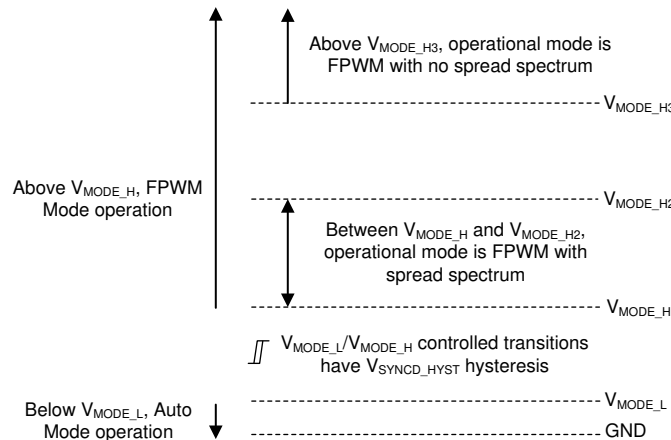 Above V_MODE_H3, operational mode is
FPWM with no spread spectrum
V_MODE_H3
Above V_MODE_H, FPWM
Mode operation
V_MODE_H2
Between V_MODE_H and V_MODE_H2,
operational mode is FPWM with
spread spectrum
V_MODE_H
V_MODE_L/V_MODE_H controlled transitions
have V_SYNCD_HYST hysteresis
V_MODE_L
Below V_MODE_L, Auto
Mode operation
GND